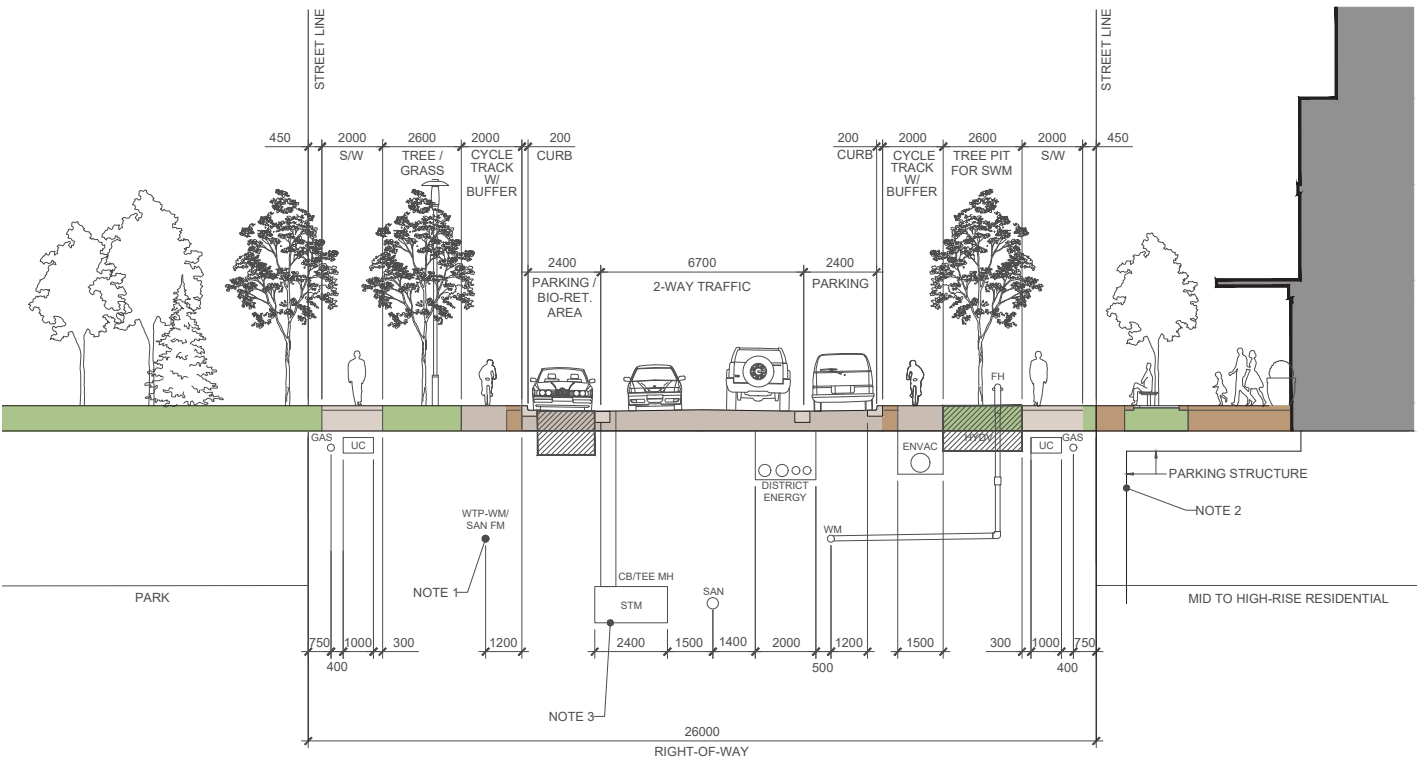 STREET LINE
STREET LINE
450
2000
2600
2000
200
200
2000
2600
2000
450
S/W
TREE /
GRASS
CYCLE
TRACK
W/
BUFFER
CURB
CURB
CYCLE
TRACK
W/
BUFFER
TREE PIT
FOR SWM
S/W
2400
6700
2400
PARKING /
BIO-RET.
AREA
2-WAY TRAFFIC
PARKING
FH
GAS
UC
ENVAC
HYDV
UC
GAS
DISTRICT
ENERGY
PARKING STRUCTURE
NOTE 2
WTP-WM/
SAN FM
WM
NOTE 1
CB/TEE MH
STM
SAN
PARK
MID TO HIGH-RISE RESIDENTIAL
750
1000
300
1200
2400
1500
1400
2000
1200
1500
300
1000
750
400
500
400
NOTE 3
26000
RIGHT-OF-WAY